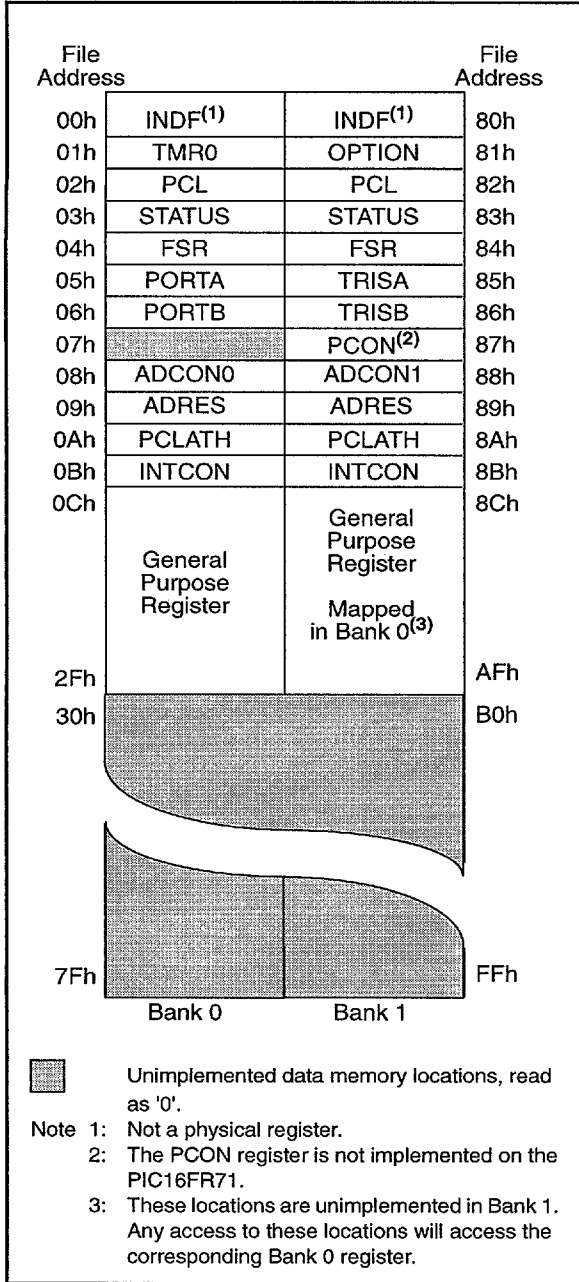 File Address File Address
00h INDF(1) INDF(1) 80h
01h TMR0 OPTION 81h
02h PCL PCL 82h
03h STATUS STATUS 83h
04h FSR FSR 84h
05h PORTA TRISA 85h
06h PORTB TRISB 86h
07h PCON(2) 87h
08h ADCON0 ADCON1 88h
09h ADRES ADRES 89h
0Ah PCLATH PCLATH 8Ah
0Bh INTCON INTCON 8Bh
0Ch 8Ch
General Purpose Register
General Purpose Register
Mapped in Bank 0(3)
2Fh AFh
30h B0h
7Fh FFh
Bank 0 Bank 1
Unimplemented data memory locations, read
as '0'.
Note 1: Not a physical register.
2: The PCON register is not implemented on the
PIC16FR71.
3: These locations are unimplemented in Bank 1.
Any access to these locations will access the
corresponding Bank 0 register.